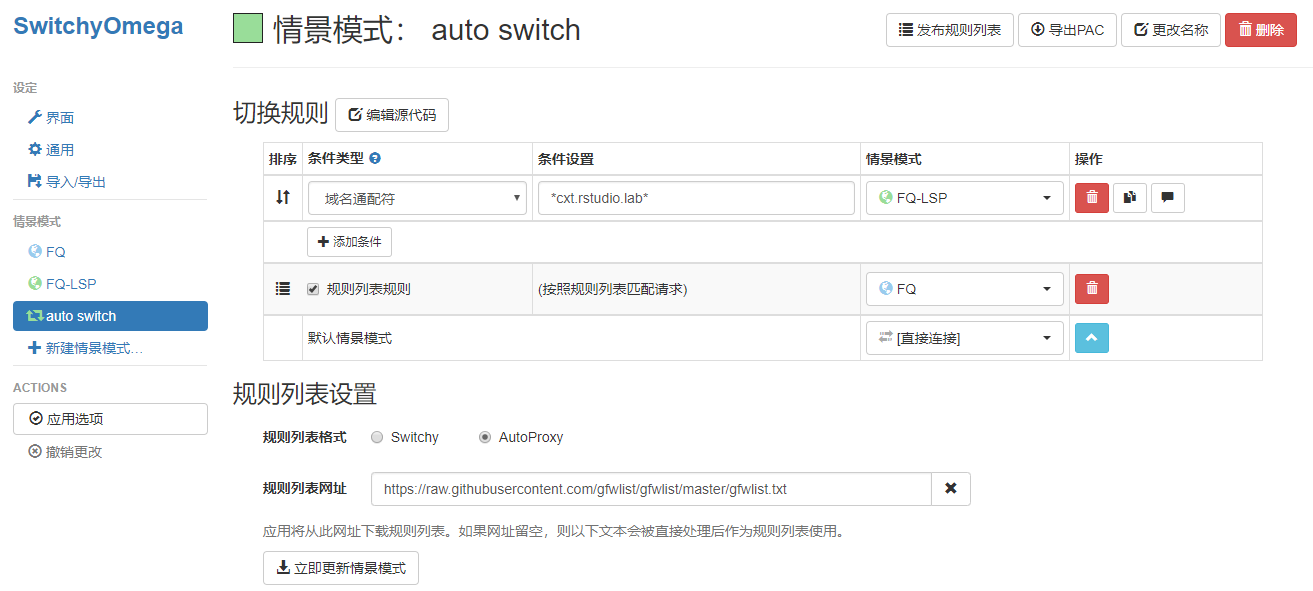 SwitchyOmega
设定
界面
通用
导入/导出
情景模式
FQ
FQ-LSP
auto switch
新建情景模式…
ACTIONS
应用选项
撤销更改
情景模式： auto switch
发布规则列表 导出PAC 更改名称 删除
切换规则 编辑源代码
排序 条件类型 条件设置 情景模式 操作
域名通配符 *cxt.rstudio.lab* FQ-LSP
添加条件
规则列表规则 (按照规则列表匹配请求) FQ
默认情景模式 [直接连接]
规则列表设置
规则列表格式 Switchy AutoProxy
规则列表网址 https://raw.githubusercontent.com/gfwlist/gfwlist/master/gfwlist.txt
应用将从此网址下载规则列表。如果网址留空，则以下文本会被直接处理后作为规则列表使用。
立即更新情景模式